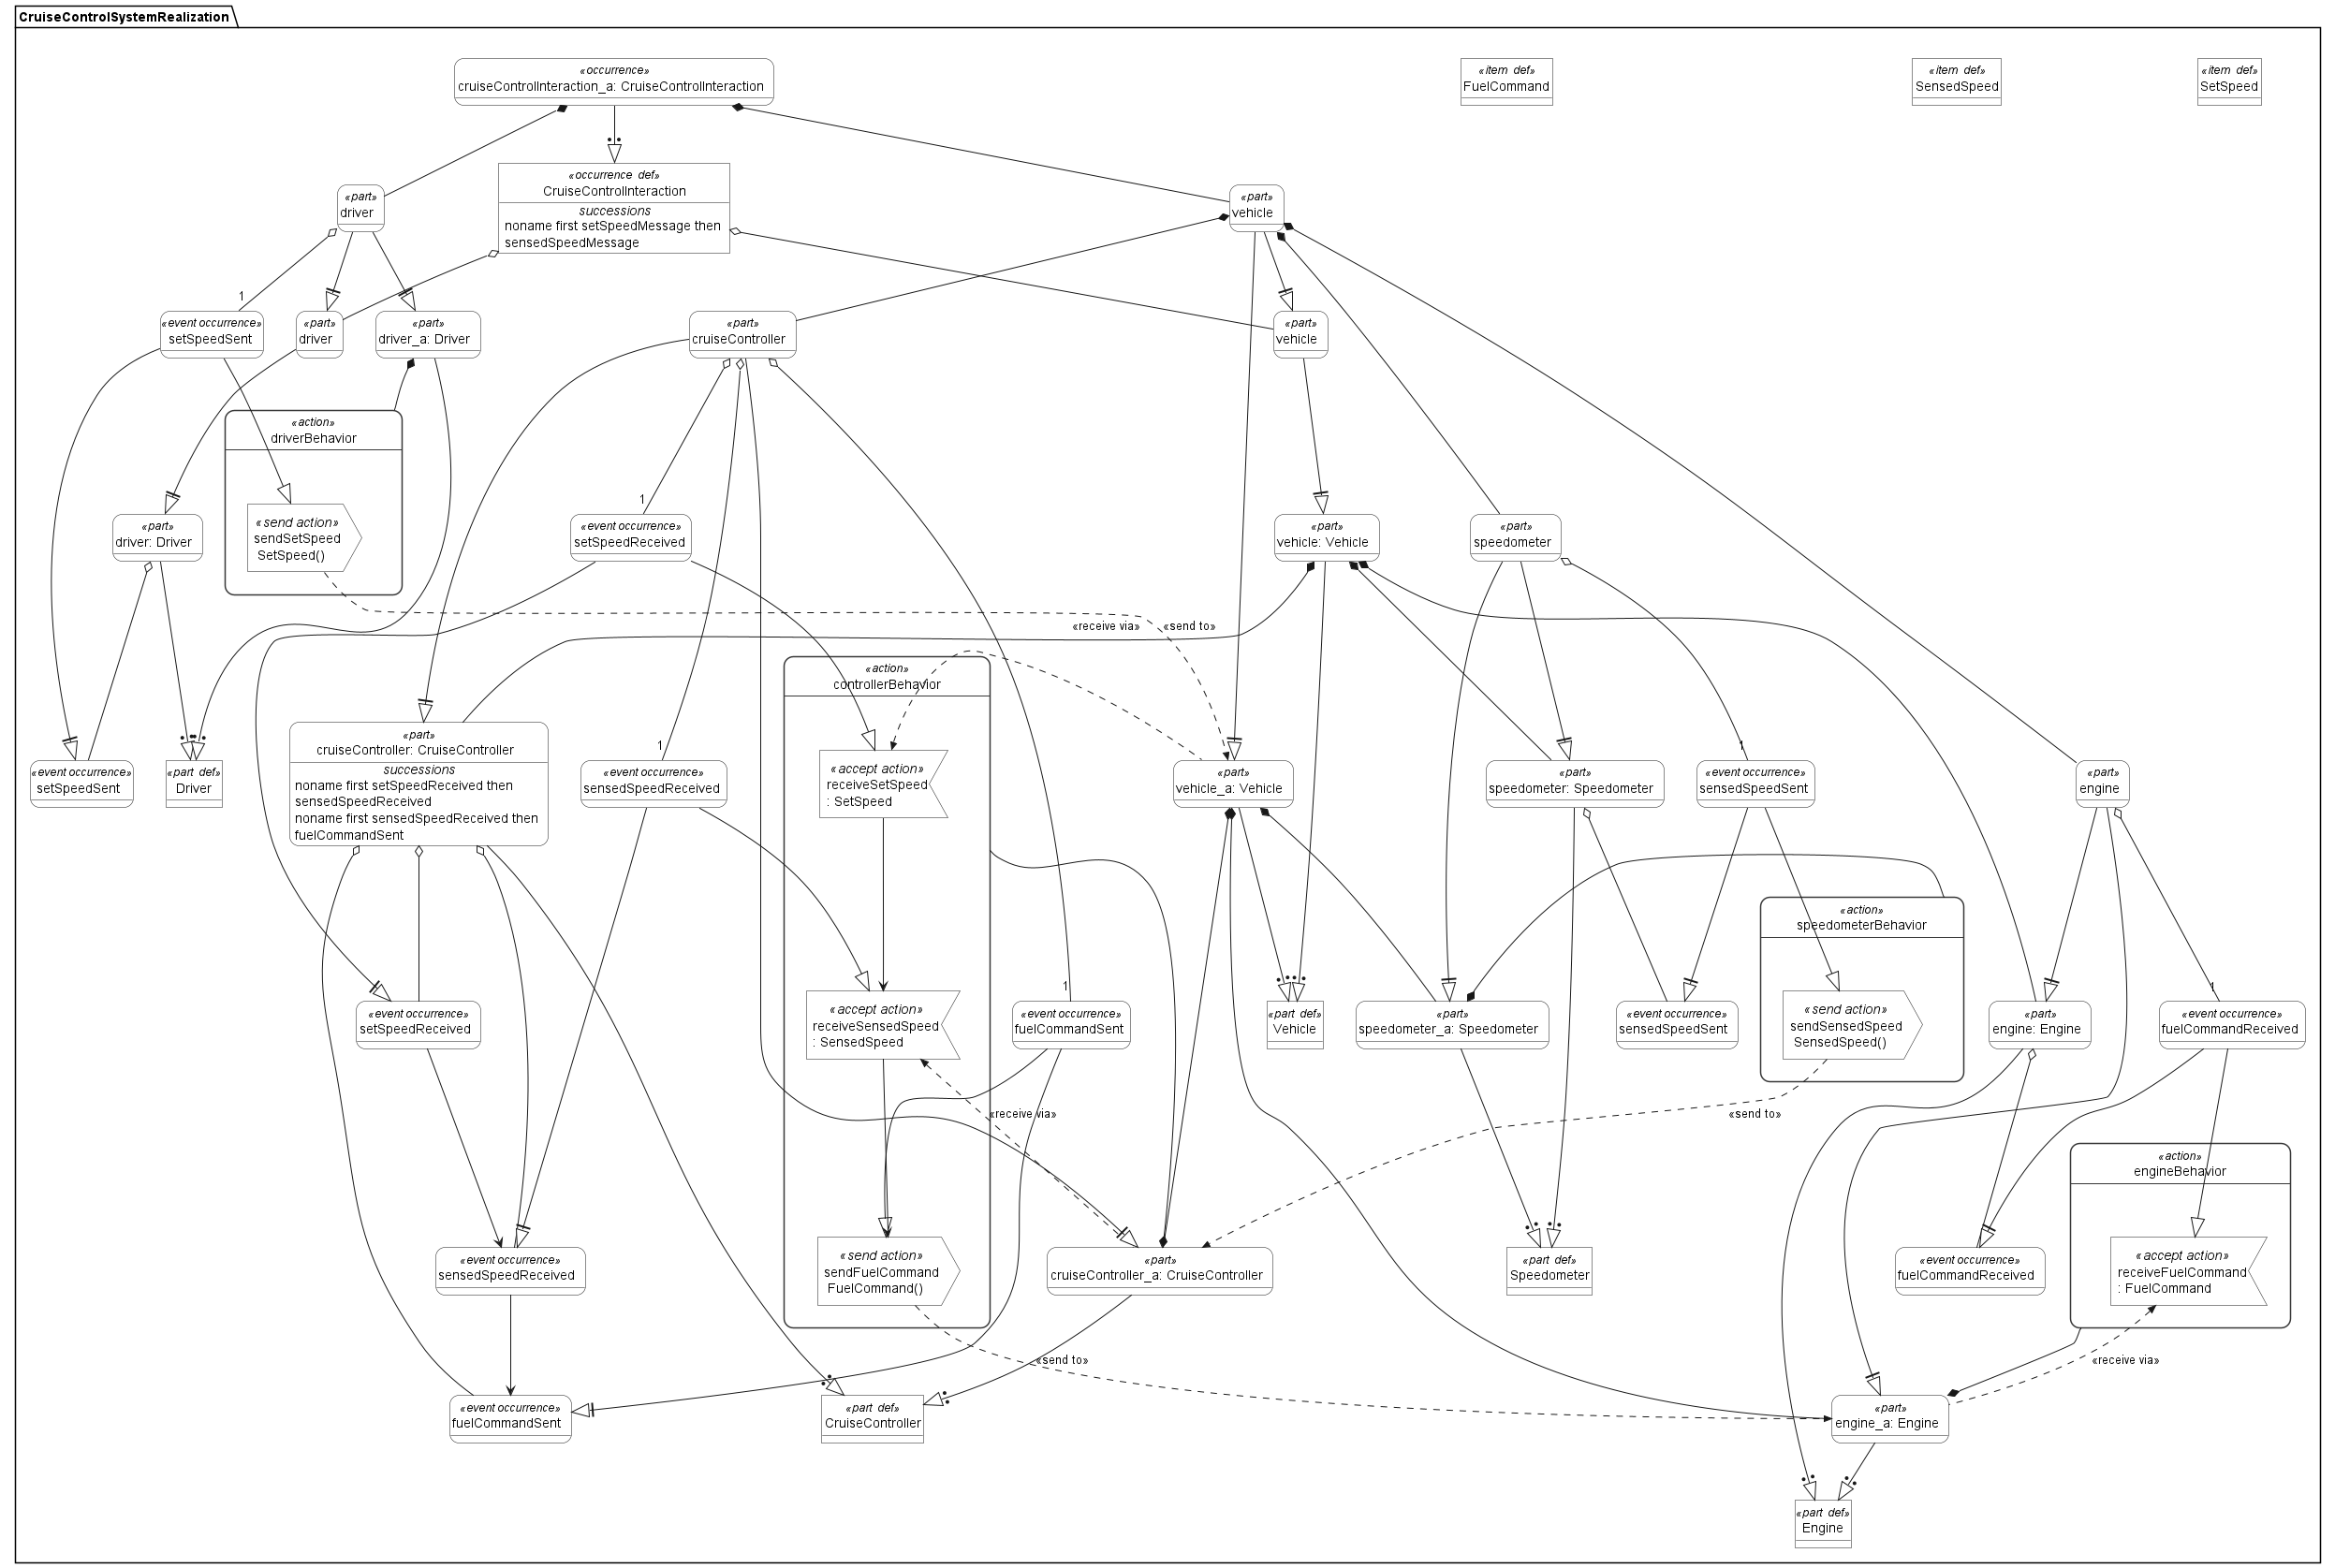 CruiseControlSystemRealization
«occurrence»
cruiseControlInteraction_a: CruiseControlInteraction
«item def»
FuelCommand
«item def»
SensedSpeed
«item def»
SetSpeed
«part»
driver
«occurrence def»
CruiseControlInteraction
successions
noname first setSpeedMessage then
sensedSpeedMessage
«part»
vehicle
1
«event occurrence»
setSpeedSent
«part»
driver
«part»
driver_a: Driver
«part»
cruiseController
«part»
vehicle
«action»
driverBehavior
«send action»
sendSetSpeed
SetSpeed()
«part»
driver: Driver
1
«event occurrence»
setSpeedReceived
«part»
vehicle: Vehicle
«part»
speedometer
«receive via»
«send to»
«action»
controllerBehavior
«part»
cruiseController: CruiseController
successions
noname first setSpeedReceived then
sensedSpeedReceived
noname first sensedSpeedReceived then
fuelCommandSent
«event occurrence»
setSpeedSent
«part def»
Driver
1
«event occurrence»
sensedSpeedReceived
«accept action»
receiveSetSpeed
: SetSpeed
«part»
vehicle_a: Vehicle
«part»
speedometer: Speedometer
1
«event occurrence»
sensedSpeedSent
«part»
engine
«action»
speedometerBehavior
«event occurrence»
setSpeedReceived
«accept action»
receiveSensedSpeed
: SensedSpeed
1
«event occurrence»
fuelCommandSent
«part def»
Vehicle
«part»
speedometer_a: Speedometer
«event occurrence»
sensedSpeedSent
«send action»
sendSensedSpeed
SensedSpeed()
«part»
engine: Engine
1
«event occurrence»
fuelCommandReceived
«receive via»
«send to»
«action»
engineBehavior
«event occurrence»
sensedSpeedReceived
«send action»
sendFuelCommand
FuelCommand()
«part»
cruiseController_a: CruiseController
«part def»
Speedometer
«event occurrence»
fuelCommandReceived
«accept action»
receiveFuelCommand
: FuelCommand
«send to»
«receive via»
«event occurrence»
fuelCommandSent
«part def»
CruiseController
«part»
engine_a: Engine
«part def»
Engine